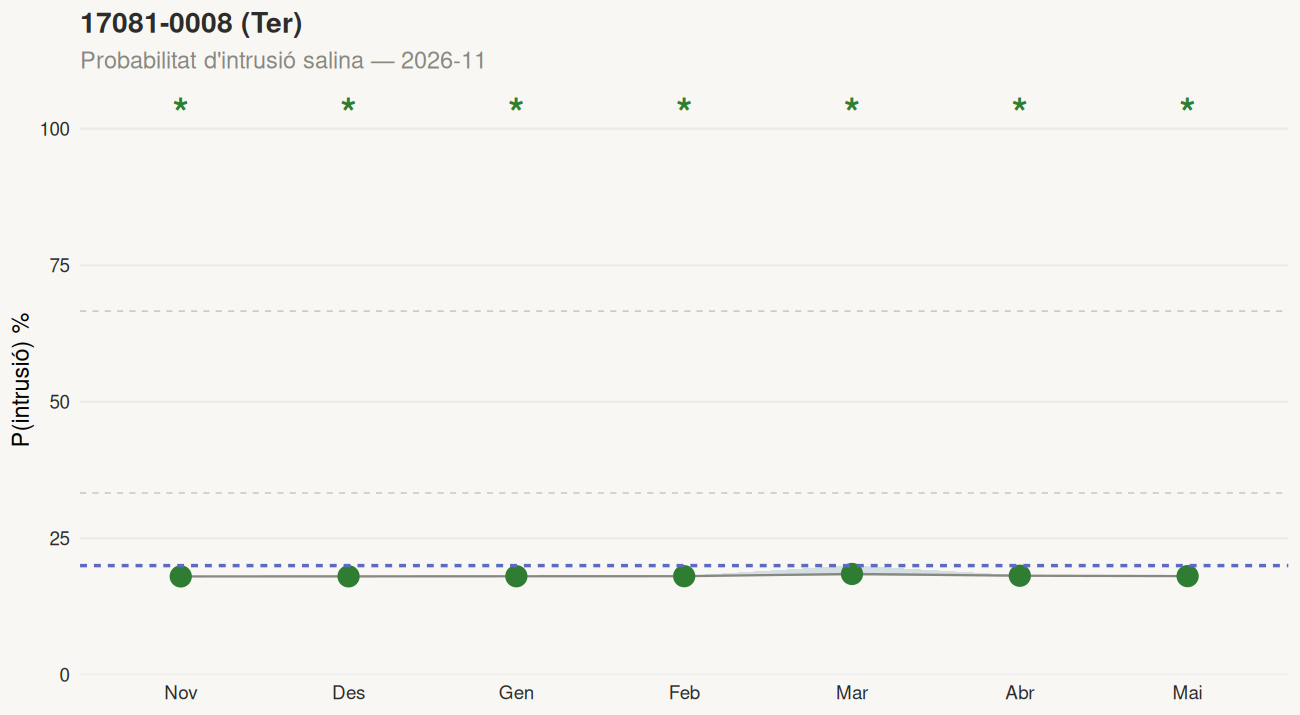 17081-0008 (Ter)
Probabilitat d'intrusió salina — 2026-11
* * * * * * *
100
75
50
25
0
P(intrusió) %
Nov Des Gen Feb Mar Abr Mai